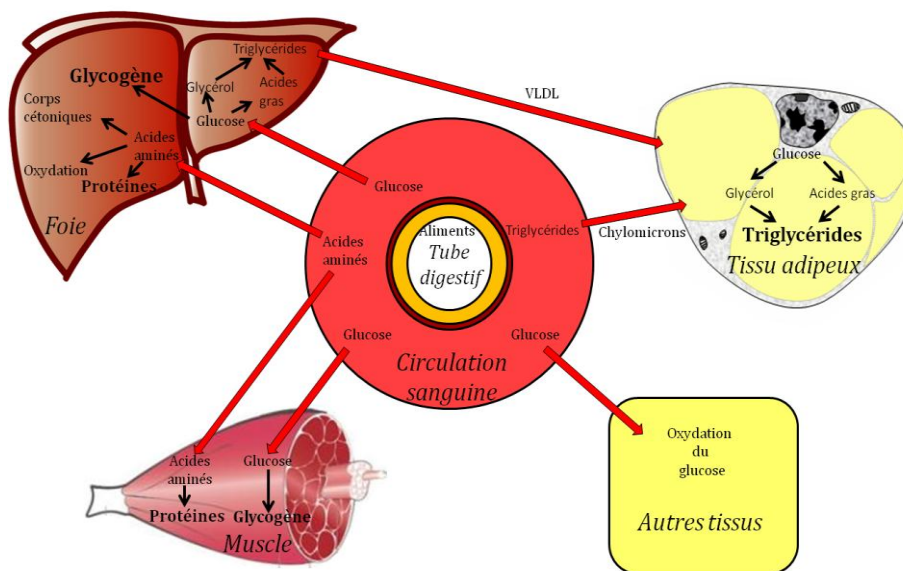 Triglycérides
Glycogène
Glycérol
Acides
gras
Corps
cétoniques
Glucose
Acides
aminés
Oxydation
Protéines
Foie
VLDL
Glucose
Glycérol
Acides gras
Triglycérides
Tissu adipeux
Chylomicrons
Glucose
Triglycérides
Acides
aminés
Aliments
Tube
digestif
Glucose
Glucose
Circulation
sanguine
Acides
aminés
Glucose
Protéines
Glycogène
Muscle
Oxydation
du
glucose
Autres tissus